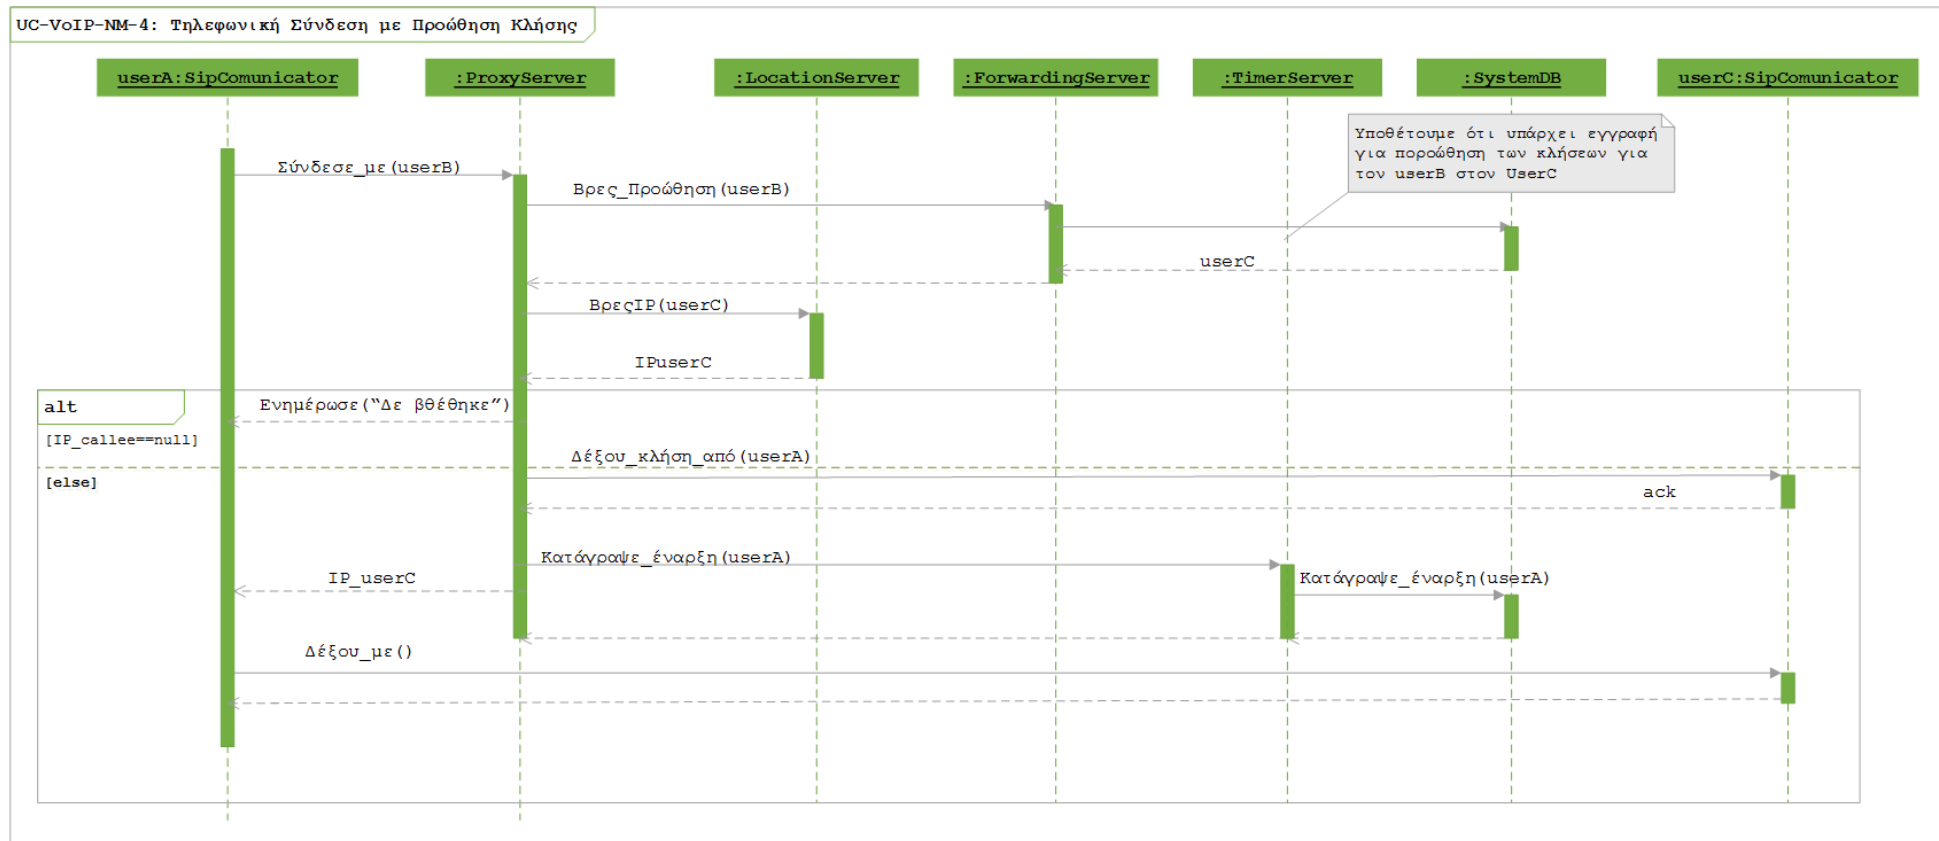 UC-VoIP-NM-4: Τηλεφωνική Σύνδεση με Προώθηση Κλήσης
userA:SipComunicator
:ProxyServer
:LocationServer
:ForwardingServer
:TimerServer
:SystemDB
userC:SipComunicator
Υποθέτουμε ότι υπάρχει εγγραφή
για ποροώθηση των κλήσεων για
τον userB στον UserC
Σύνδεσε_με(userB)
Βρες_Προώθηση(userB)
userC
ΒρεςIP(userC)
IPuserC
alt
Ενημέρωσε(“Δε βθέθηκε”)
[IP_callee==null]
Δέξου_κλήση_από(userA)
[else]
ack
Κατάγραψε_έναρξη(userA)
IP_userC
Κατάγραψε_έναρξη(userA)
Δέξου_με()